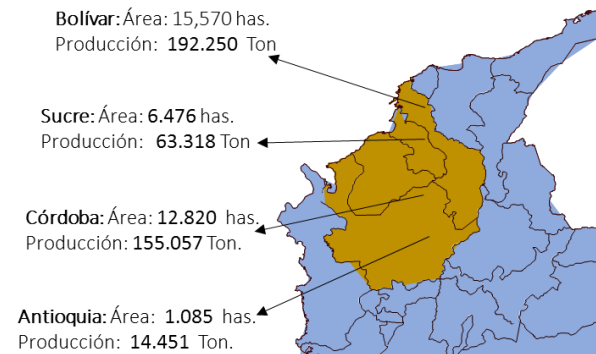 Bolívar: Área: 15,570 has.
Producción: 192.250 Ton
Sucre: Área: 6.476 has.
Producción: 63.318 Ton
Córdoba: Área: 12.820 has.
Producción: 155.057 Ton.
Antioquia: Área: 1.085 has.
Producción: 14.451 Ton.